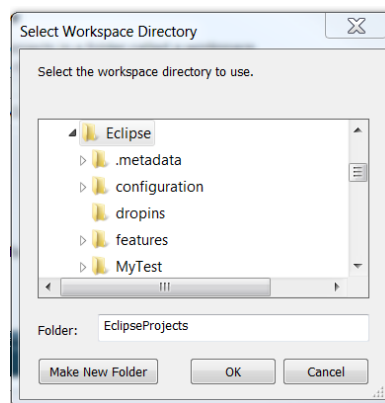 Select Workspace Directory
Select the workspace directory to use.
Eclipse
.metadata
configuration
dropins
features
MyTest
Folder: EclipseProjects
Make New Folder OK Cancel